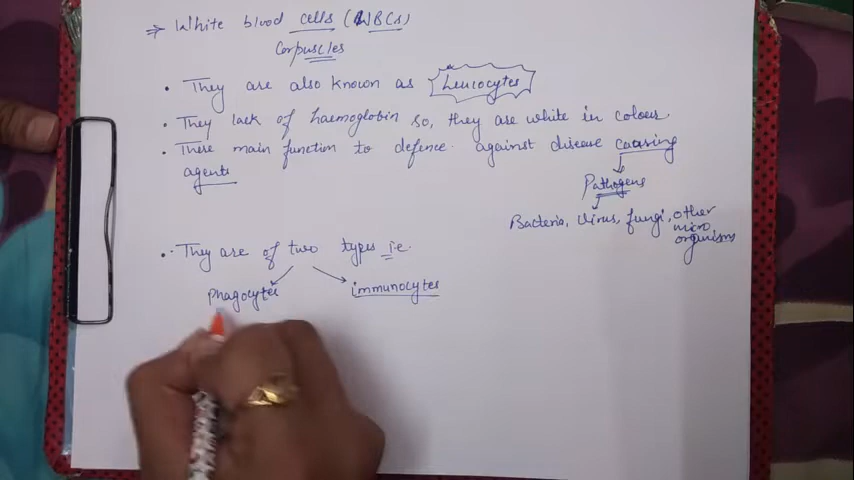 ⇒ White blood cells (WBCs)
Corpuscles
• They are also known as Leucocytes
• They lack of haemoglobin so, they are white in colour.
• There main function to defence against disease causing
agents
Pathogens
Bacteria, Virus, fungi, other
micro
organisms
• They are of two types i.e.
Phagocytes immunocytes